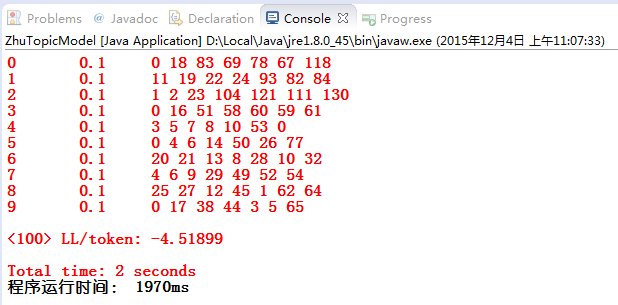 Problems @ Javadoc Declaration Console Progress
ZhuTopicModel [Java Application] D:\Local\Java\jre1.8.0_45\bin\javaw.exe (2015年12月4日 上午11:07:33)
0 0.1 0 18 83 69 78 67 118
1 0.1 11 19 22 24 93 82 84
2 0.1 1 2 23 104 121 111 130
3 0.1 0 16 51 58 60 59 61
4 0.1 3 5 7 8 10 53 0
5 0.1 0 4 6 14 50 26 77
6 0.1 20 21 13 8 28 10 32
7 0.1 4 6 9 29 49 52 54
8 0.1 25 27 12 45 1 62 64
9 0.1 0 17 38 44 3 5 65
<100> LL/token: -4.51899
Total time: 2 seconds
程序运行时间： 1970ms